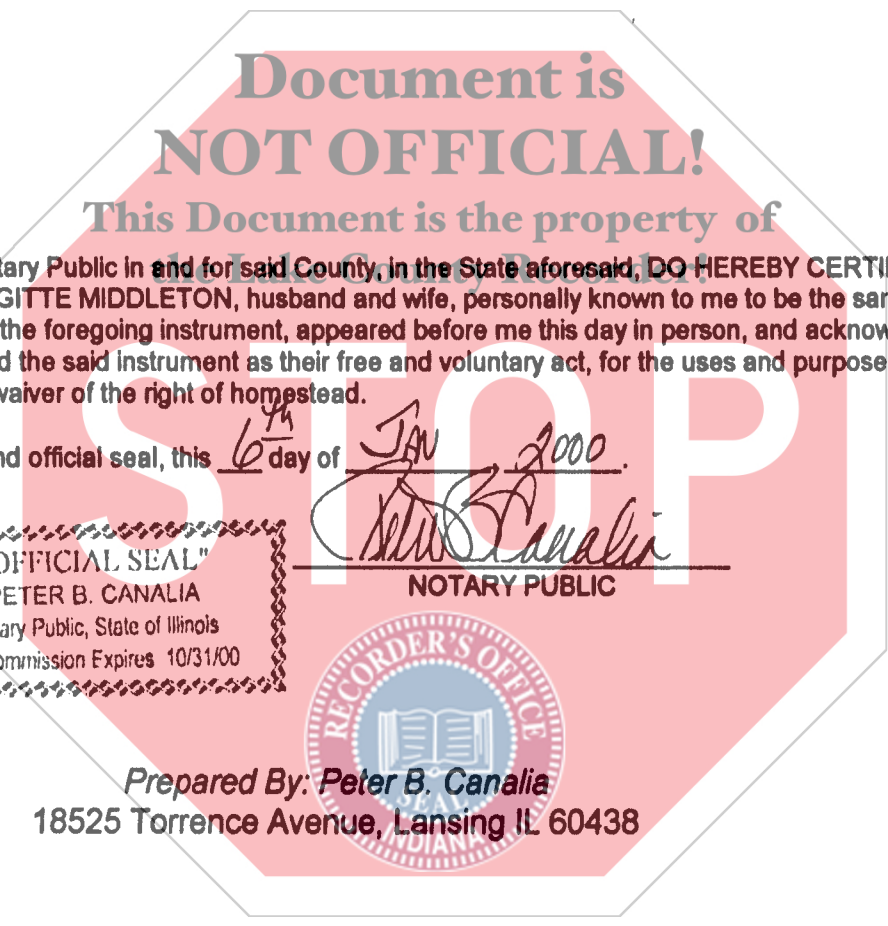 Document is
NOT OFFICIAL!
This Document is the property of
the Lake County Recorder!
tary Public in and for said County, in the State aforesaid, DO HEREBY CERTI
GITTE MIDDLETON, husband and wife, personally known to me to be the sa
the foregoing instrument, appeared before me this day in person, and acknow
d the said instrument as their free and voluntary act, for the uses and purpose
waiver of the right of homestead.
nd official seal, this 6th day of JAN, 2000.
STOP
Peter B Canalia
NOTARY PUBLIC
OFFICIAL SEAL"
PETER B. CANALIA
ary Public, State of Illinois
ommission Expires 10/31/00
RECORDER'S OFFICE
SEAL
INDIANA
Prepared By: Peter B. Canalia
18525 Torrence Avenue, Lansing IL 60438